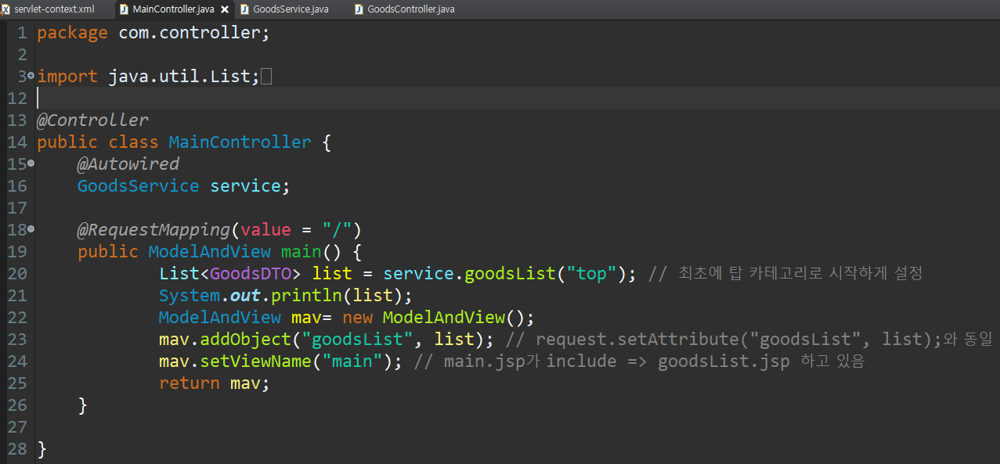 servlet-context.xml MainController.java GoodsService.java GoodsController.java
1 package com.controller;
2
3 import java.util.List;
12
13 @Controller
14 public class MainController {
15 @Autowired
16 GoodsService service;
17
18 @RequestMapping(value = "/")
19 public ModelAndView main() {
20 List<GoodsDTO> list = service.goodsList("top"); // 최초에 탑 카테고리로 시작하게 설정
21 System.out.println(list);
22 ModelAndView mav= new ModelAndView();
23 mav.addObject("goodsList", list); // request.setAttribute("goodsList", list);와 동일
24 mav.setViewName("main"); // main.jsp가 include => goodsList.jsp 하고 있음
25 return mav;
26 }
27
28 }